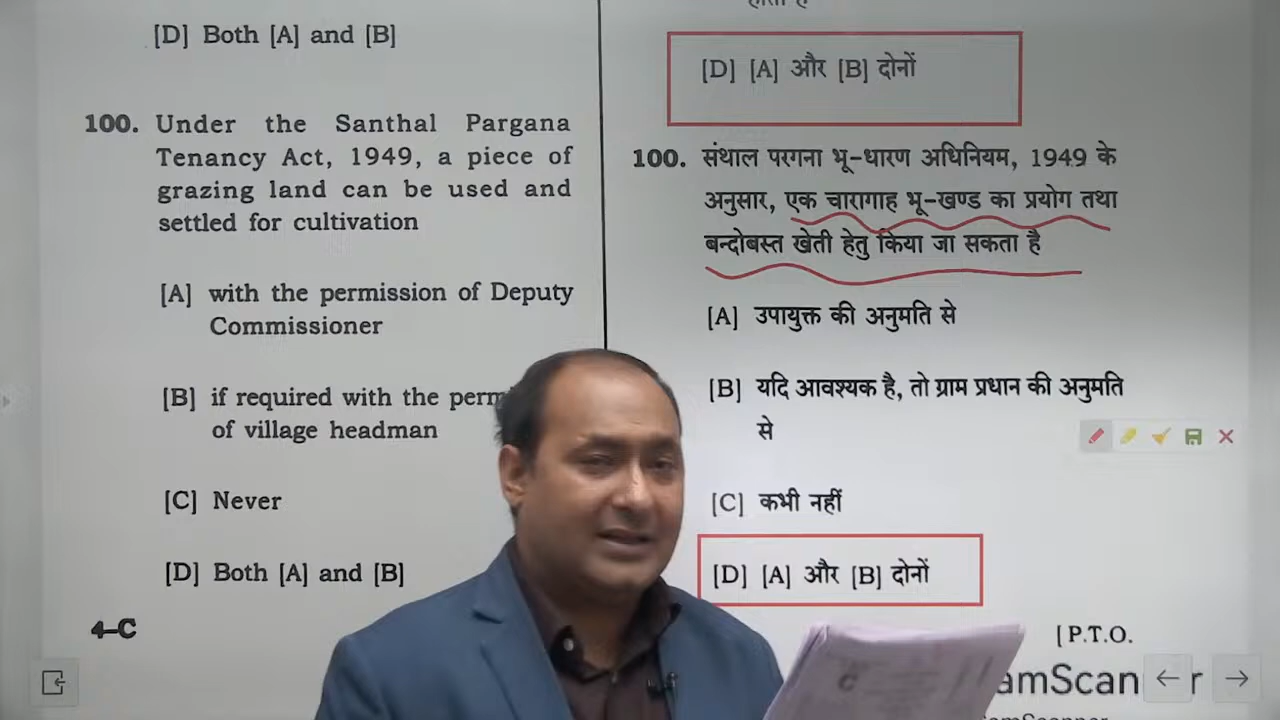 [D] Both [A] and [B]
100. Under the Santhal Pargana
Tenancy Act, 1949, a piece of
grazing land can be used and
settled for cultivation
[A] with the permission of Deputy
Commissioner
[B] if required with the
of village headman
[C] Never
[D] Both [A] and [B]
4–C
[D] [A] और [B] दोनों
100. संथाल परगना भू-धारण अधिनियम, 1949 के
अनुसार, एक चारागाह भू-खण्ड का प्रयोग तथा
बन्दोबस्त खेती हेतु किया जा सकता है
[A] उपायुक्त की अनुमति से
[B] यदि आवश्यक है, तो ग्राम प्रधान की अनुमति
से
[C] कभी नहीं
[D] [A] और [B] दोनों
[P.T.O.
C